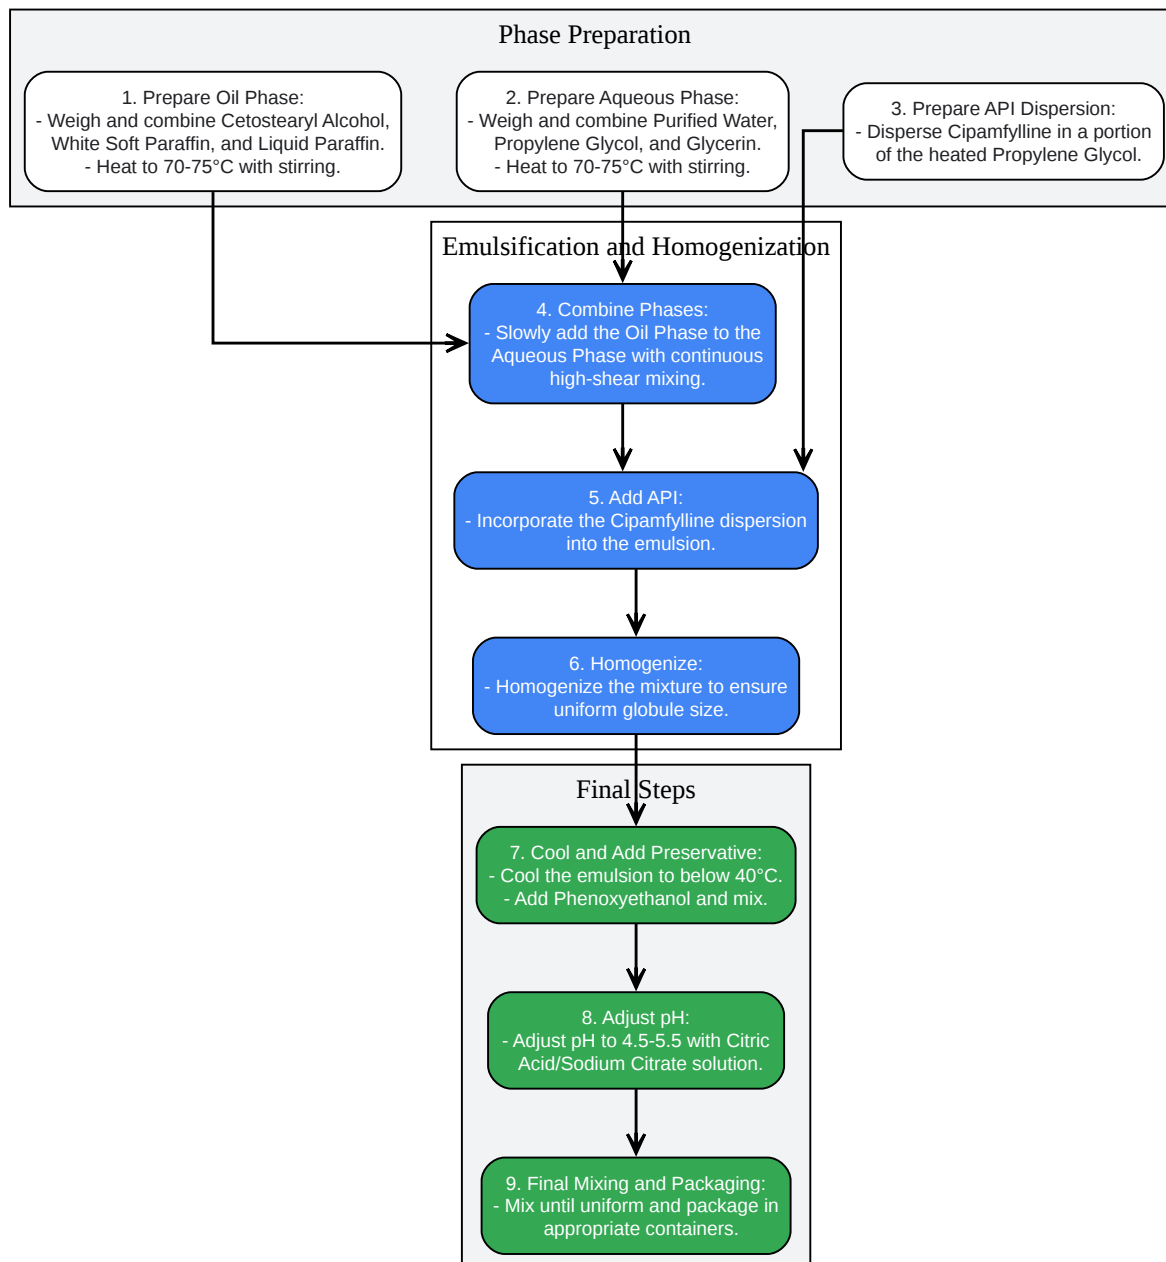 Phase Preparation
1. Prepare Oil Phase:
- Weigh and combine Cetostearyl Alcohol,
White Soft Paraffin, and Liquid Paraffin.
- Heat to 70-75°C with stirring.
2. Prepare Aqueous Phase:
- Weigh and combine Purified Water,
Propylene Glycol, and Glycerin.
- Heat to 70-75°C with stirring.
3. Prepare API Dispersion:
- Disperse Cipamfylline in a portion
of the heated Propylene Glycol.
Emulsification and Homogenization
4. Combine Phases:
- Slowly add the Oil Phase to the
Aqueous Phase with continuous
high-shear mixing.
5. Add API:
- Incorporate the Cipamfylline dispersion
into the emulsion.
6. Homogenize:
- Homogenize the mixture to ensure
uniform globule size.
Final Steps
7. Cool and Add Preservative:
- Cool the emulsion to below 40°C.
- Add Phenoxyethanol and mix.
8. Adjust pH:
- Adjust pH to 4.5-5.5 with Citric
Acid/Sodium Citrate solution.
9. Final Mixing and Packaging:
- Mix until uniform and package in
appropriate containers.